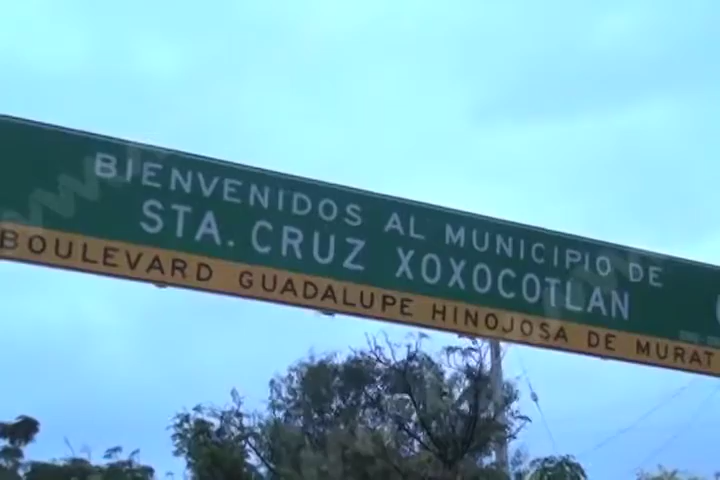 BIENVENIDOS AL MUNICIPIO DE
STA. CRUZ XOXOCOTLAN
BOULEVARD GUADALUPE HINOJOSA DE MURAT